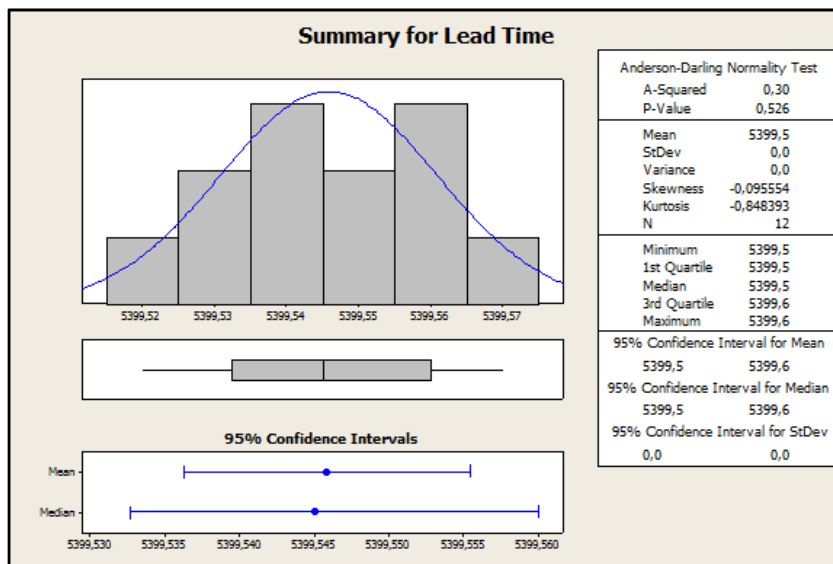 Summary for Lead Time
5399,52 5399,53 5399,54 5399,55 5399,56 5399,57
95% Confidence Intervals
Mean
Median
5399,530 5399,535 5399,540 5399,545 5399,550 5399,555 5399,560
Anderson-Darling Normality Test
A-Squared 0,30
P-Value 0,526
Mean 5399,5
StDev 0,0
Variance 0,0
Skewness -0,095554
Kurtosis -0,848393
N 12
Minimum 5399,5
1st Quartile 5399,5
Median 5399,5
3rd Quartile 5399,6
Maximum 5399,6
95% Confidence Interval for Mean
5399,5 5399,6
95% Confidence Interval for Median
5399,5 5399,6
95% Confidence Interval for StDev
0,0 0,0